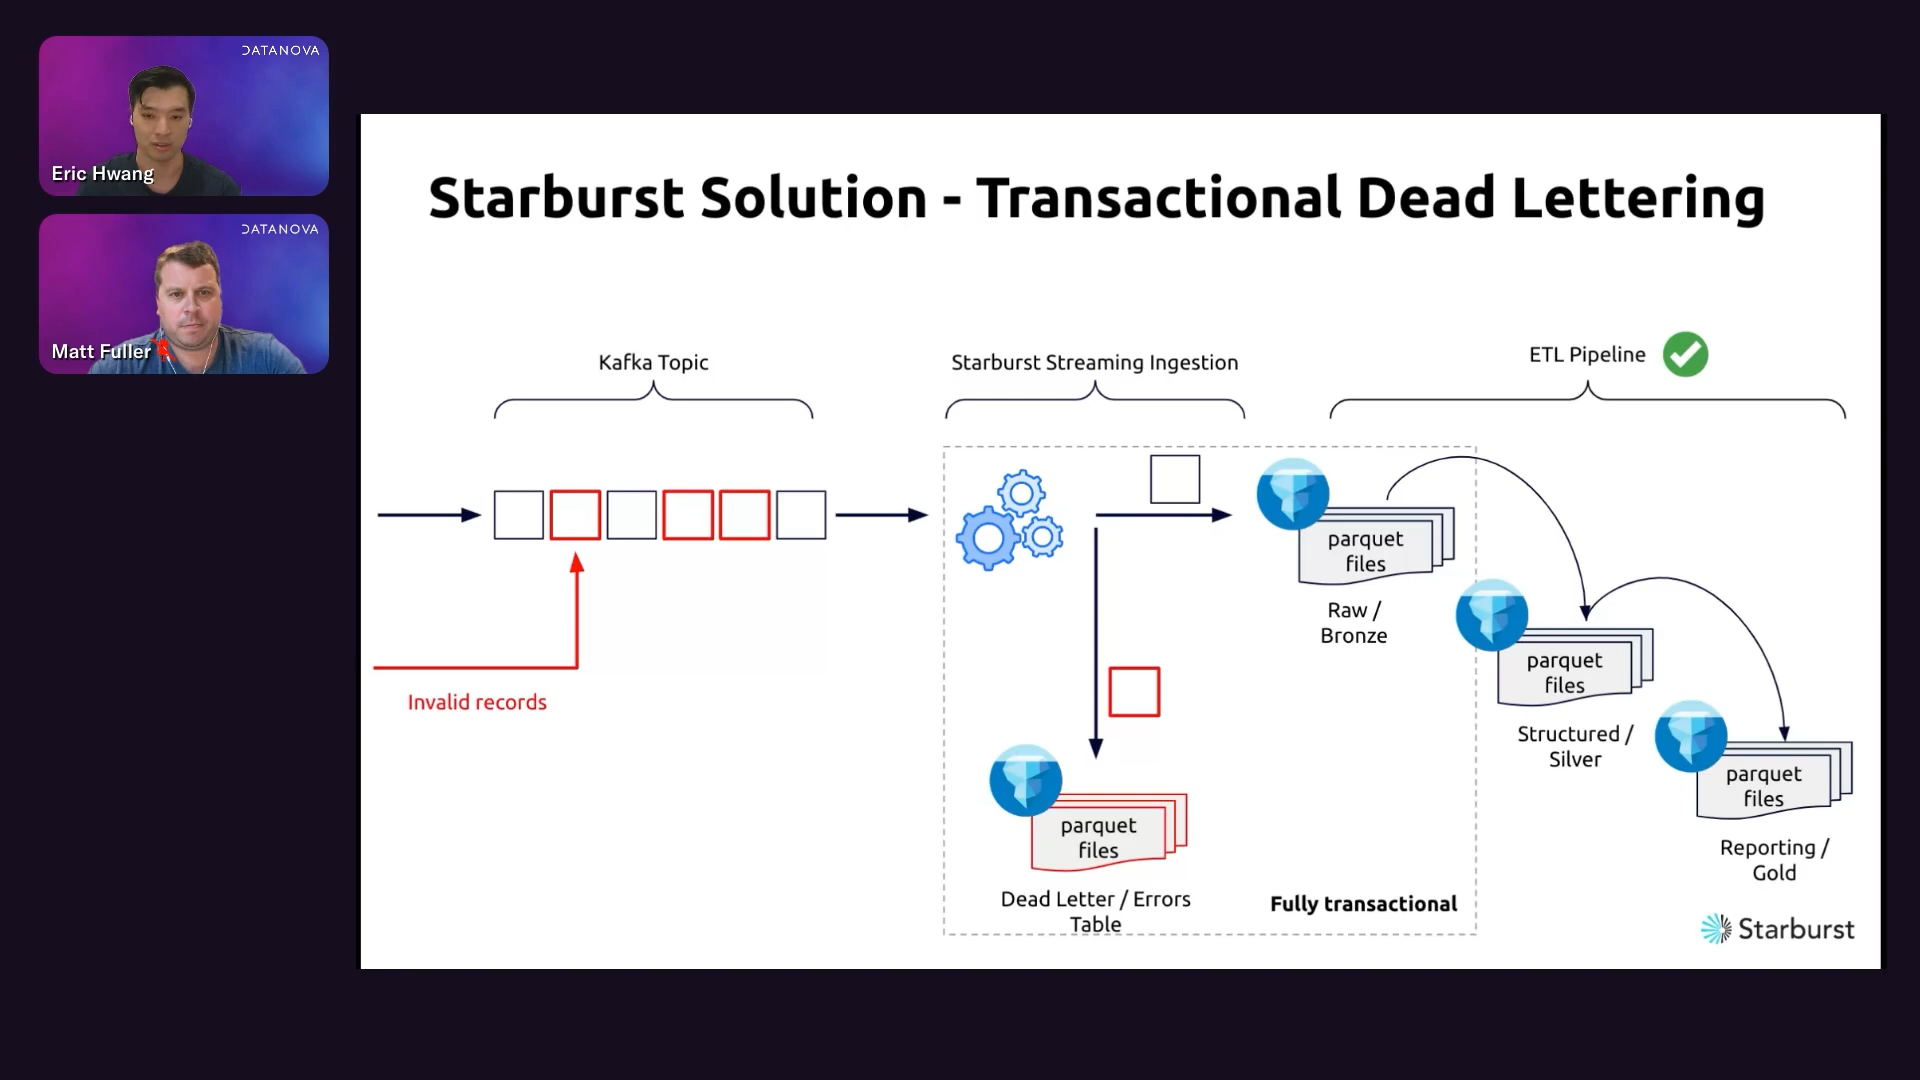 DATANOVA
Eric Hwang
DATANOVA
Matt Fuller
Starburst Solution - Transactional Dead Lettering
Kafka Topic
Starburst Streaming Ingestion
ETL Pipeline
parquet
files
Raw /
Bronze
parquet
files
Structured /
Silver
parquet
files
Reporting /
Gold
Invalid records
parquet
files
Dead Letter / Errors
Table
Fully transactional
Starburst